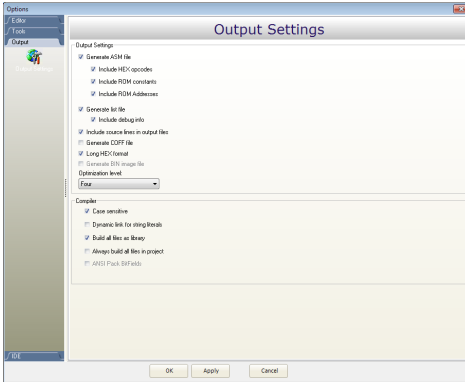 Options
Editor
Tools
Output
Output Settings
Output Settings
Output Settings
Generate ASM file
Include HEX opcodes
Include ROM constants
Include ROM Addresses
Generate list file
Include debug info
Include source lines in output files
Generate COFF file
Long HEX format
Generate BIN image file
Optimization level:
Four
Compiler
Case sensitive
Dynamic link for string literals
Build all files as library
Always build all files in project
ANSI Pack BitFields
IDE
OK
Apply
Cancel